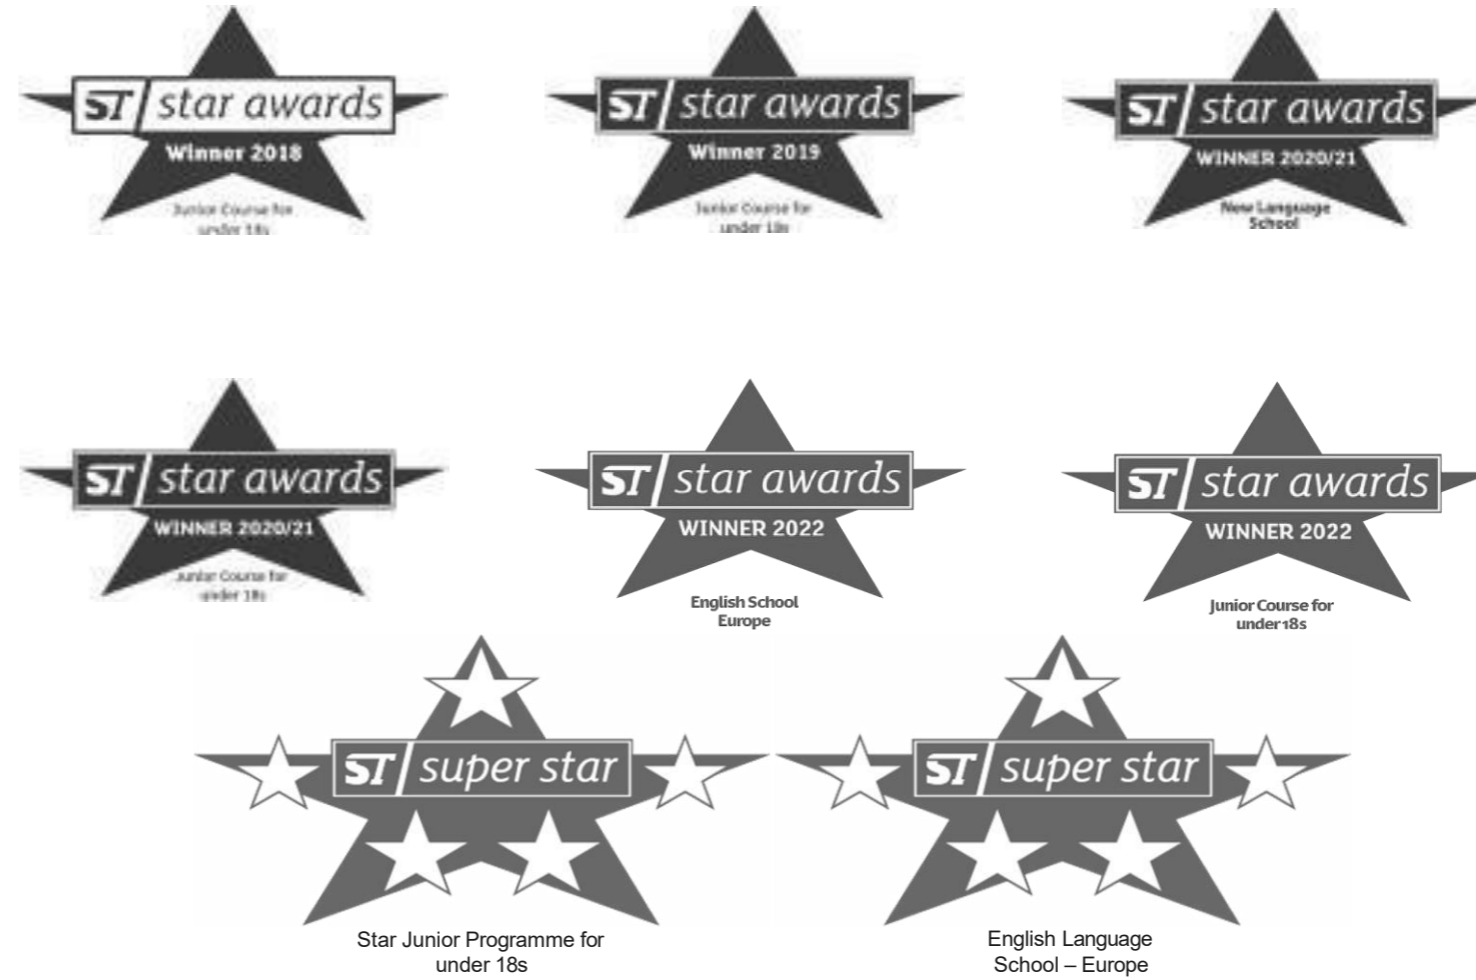 ST star awards
Winner 2018
Junior Course for
under 18s
ST star awards
Winner 2019
Junior Course for
under 18s
ST star awards
WINNER 2020/21
New Language
School
ST star awards
WINNER 2020/21
Junior Course for
under 18s
ST star awards
WINNER 2022
English School
Europe
ST star awards
WINNER 2022
Junior Course for
under 18s
ST super star
Star Junior Programme for
under 18s
ST super star
English Language
School – Europe